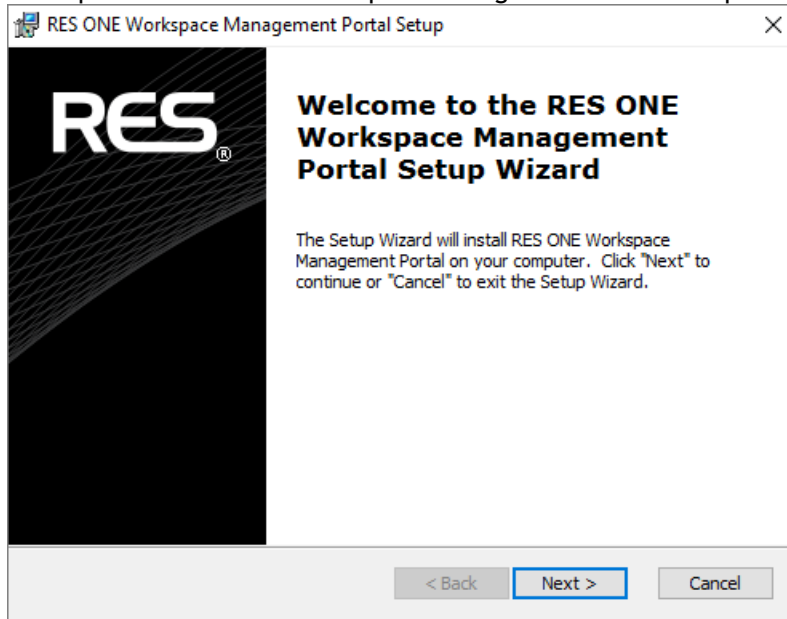 RES ONE Workspace Management Portal Setup
RES®
Welcome to the RES ONE
Workspace Management
Portal Setup Wizard
The Setup Wizard will install RES ONE Workspace
Management Portal on your computer. Click "Next" to
continue or "Cancel" to exit the Setup Wizard.
< Back
Next >
Cancel